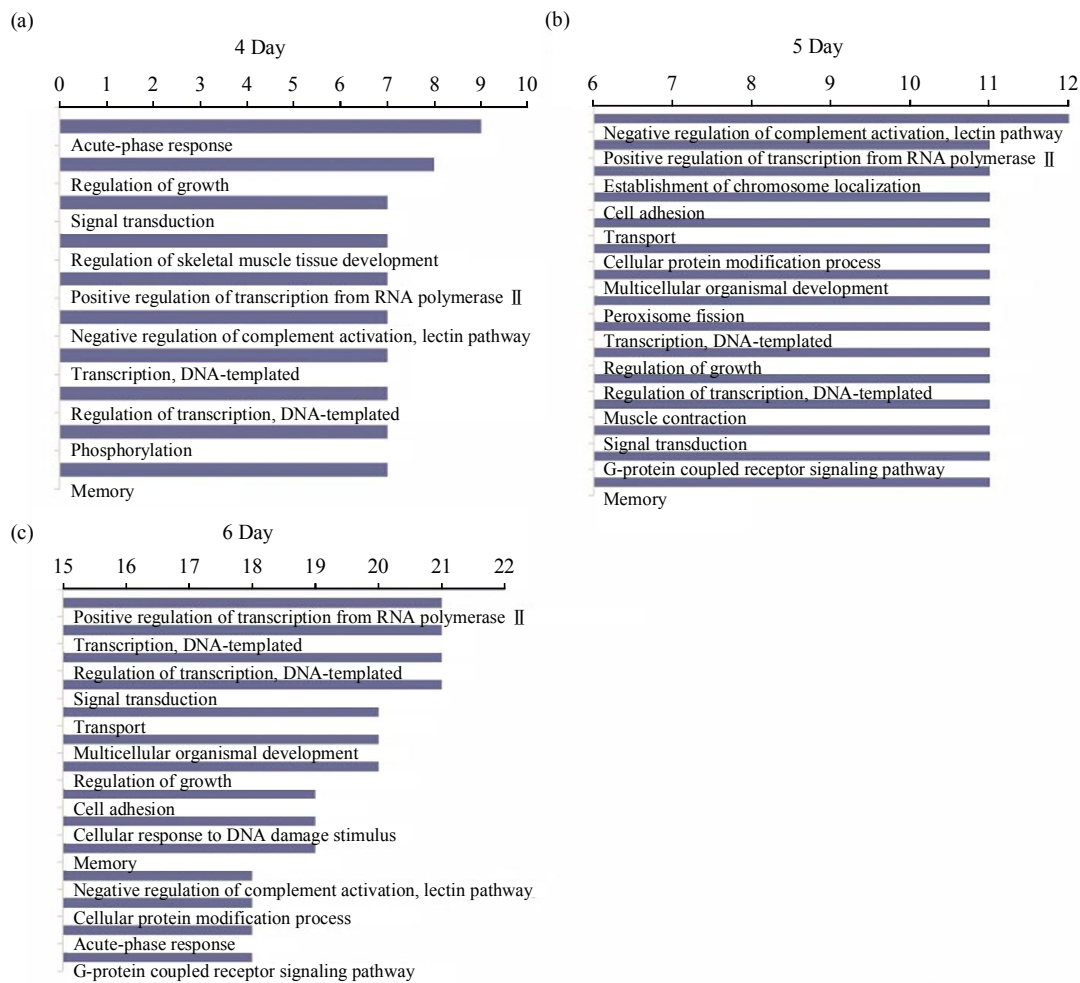 (a)
4 Day
0 1 2 3 4 5 6 7 8 9 10
Acute-phase response
Regulation of growth
Signal transduction
Regulation of skeletal muscle tissue development
Positive regulation of transcription from RNA polymerase Ⅱ
Negative regulation of complement activation, lectin pathway
Transcription, DNA-templated
Regulation of transcription, DNA-templated
Phosphorylation
Memory
(b)
5 Day
6 7 8 9 10 11 12
Negative regulation of complement activation, lectin pathway
Positive regulation of transcription from RNA polymerase Ⅱ
Establishment of chromosome localization
Cell adhesion
Transport
Cellular protein modification process
Multicellular organismal development
Peroxisome fission
Transcription, DNA-templated
Regulation of growth
Regulation of transcription, DNA-templated
Muscle contraction
Signal transduction
G-protein coupled receptor signaling pathway
Memory
(c)
6 Day
15 16 17 18 19 20 21 22
Positive regulation of transcription from RNA polymerase Ⅱ
Transcription, DNA-templated
Regulation of transcription, DNA-templated
Signal transduction
Transport
Multicellular organismal development
Regulation of growth
Cell adhesion
Cellular response to DNA damage stimulus
Memory
Negative regulation of complement activation, lectin pathway
Cellular protein modification process
Acute-phase response
G-protein coupled receptor signaling pathway